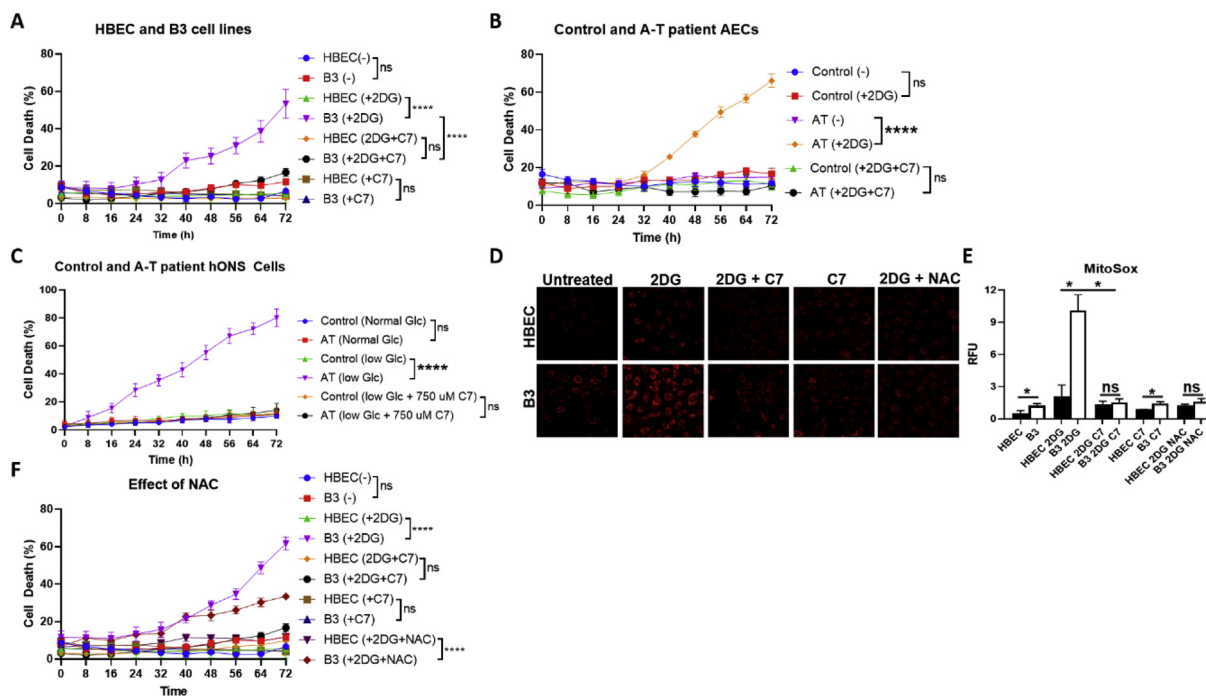 A
HBEC and B3 cell lines
Cell Death (%)
80
60
40
20
0
0 8 16 24 32 40 48 56 64 72
Time (h)
HBEC(-)
B3 (-)
ns
HBEC (+2DG)
B3 (+2DG)
****
HBEC (2DG+C7)
B3 (+2DG+C7)
ns
****
HBEC (+C7)
B3 (+C7)
ns
B
Control and A-T patient AECs
Cell Death (%)
80
60
40
20
0
0 8 16 24 32 40 48 56 64 72
Time (h)
Control (-)
Control (+2DG)
ns
AT (-)
AT (+2DG)
****
Control (+2DG+C7)
AT (+2DG+C7)
ns
C
Control and A-T patient hONS Cells
Cell Death (%)
100
80
60
40
20
0
0 8 16 24 32 40 48 56 64 72
Time (h)
Control (Normal Glc)
AT (Normal Glc)
ns
Control (low Glc)
AT (low Glc)
****
Control (low Glc + 750 uM C7)
AT (low Glc + 750 uM C7)
ns
D
Untreated 2DG 2DG + C7 C7 2DG + NAC
HBEC
B3
E
MitoSox
RFU
12
9
6
3
0
* * * ns * ns
HBEC
B3
HBEC 2DG
B3 2DG
HBEC 2DG C7
B3 2DG C7
HBEC C7
B3 C7
HBEC 2DG NAC
B3 2DG NAC
F
Effect of NAC
Cell Death (%)
80
60
40
20
0
0 8 16 24 32 40 48 56 64 72
Time
HBEC(-)
B3 (-)
ns
HBEC (+2DG)
B3 (+2DG)
****
HBEC (2DG+C7)
B3 (+2DG+C7)
ns
HBEC (+C7)
B3 (+C7)
ns
HBEC (+2DG+NAC)
B3 (+2DG+NAC)
****